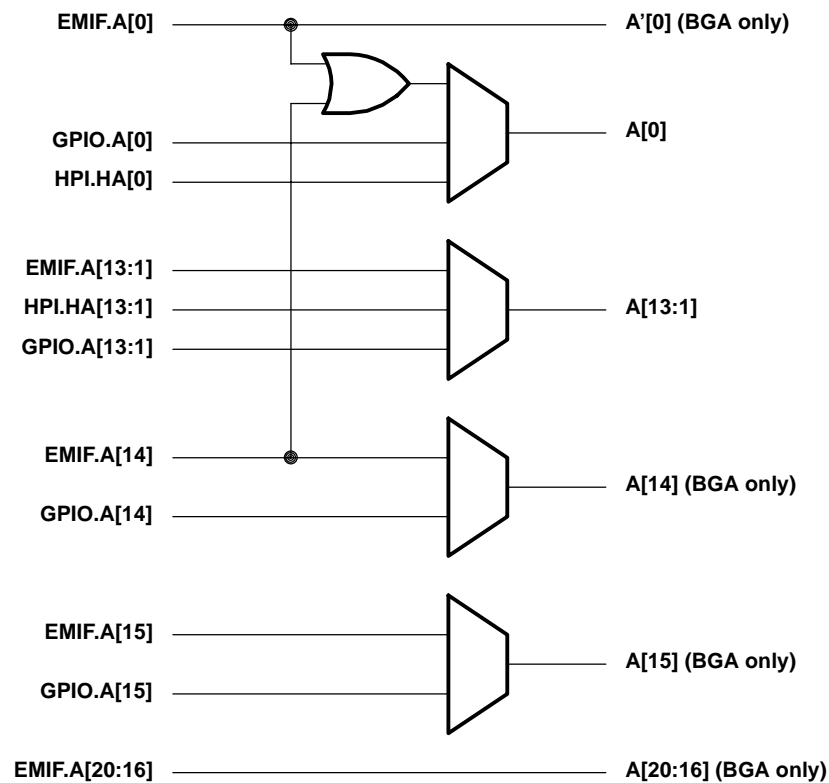 EMIF.A[0]
A'[0] (BGA only)
GPIO.A[0]
HPI.HA[0]
A[0]
EMIF.A[13:1]
HPI.HA[13:1]
GPIO.A[13:1]
A[13:1]
EMIF.A[14]
GPIO.A[14]
A[14] (BGA only)
EMIF.A[15]
GPIO.A[15]
A[15] (BGA only)
EMIF.A[20:16]
A[20:16] (BGA only)